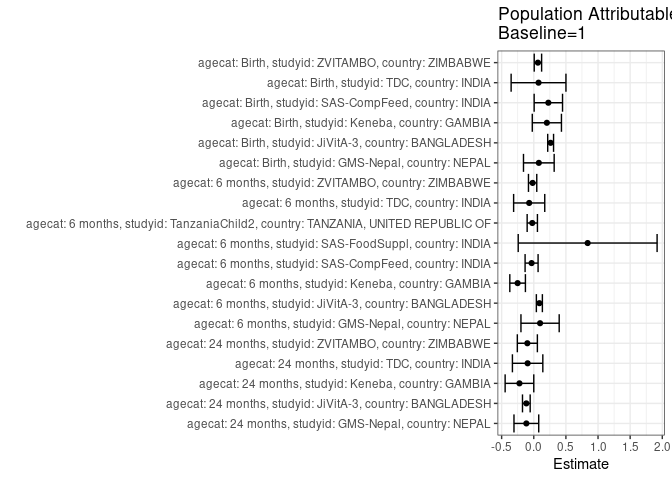 Population Attributable
Baseline=1
agecat: Birth, studyid: ZVITAMBO, country: ZIMBABWE
agecat: Birth, studyid: TDC, country: INDIA
agecat: Birth, studyid: SAS-CompFeed, country: INDIA
agecat: Birth, studyid: Keneba, country: GAMBIA
agecat: Birth, studyid: JiVitA-3, country: BANGLADESH
agecat: Birth, studyid: GMS-Nepal, country: NEPAL
agecat: 6 months, studyid: ZVITAMBO, country: ZIMBABWE
agecat: 6 months, studyid: TDC, country: INDIA
agecat: 6 months, studyid: TanzaniaChild2, country: TANZANIA, UNITED REPUBLIC OF
agecat: 6 months, studyid: SAS-FoodSuppl, country: INDIA
agecat: 6 months, studyid: SAS-CompFeed, country: INDIA
agecat: 6 months, studyid: Keneba, country: GAMBIA
agecat: 6 months, studyid: JiVitA-3, country: BANGLADESH
agecat: 6 months, studyid: GMS-Nepal, country: NEPAL
agecat: 24 months, studyid: ZVITAMBO, country: ZIMBABWE
agecat: 24 months, studyid: TDC, country: INDIA
agecat: 24 months, studyid: Keneba, country: GAMBIA
agecat: 24 months, studyid: JiVitA-3, country: BANGLADESH
agecat: 24 months, studyid: GMS-Nepal, country: NEPAL
-0.5 0.0 0.5 1.0 1.5 2.0
Estimate